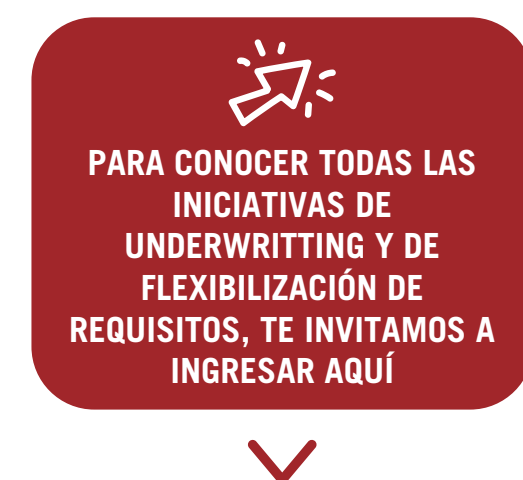 PARA CONOCER TODAS LAS
INICIATIVAS DE
UNDERWRITTING Y DE
FLEXIBILIZACIÓN DE
REQUISITOS, TE INVITAMOS A
INGRESAR AQUÍ